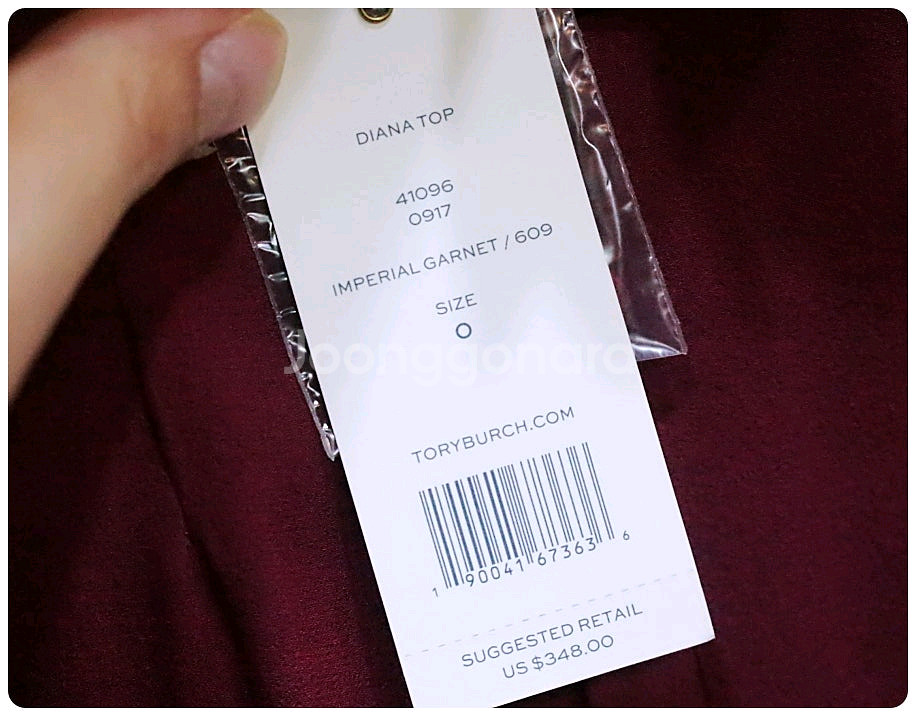 DIANA TOP
41096
0917
IMPERIAL GARNET / 609
SIZE
O
Joonggonara
TORYBURCH.COM
1 90041 67363 6
SUGGESTED RETAIL
US $348.00